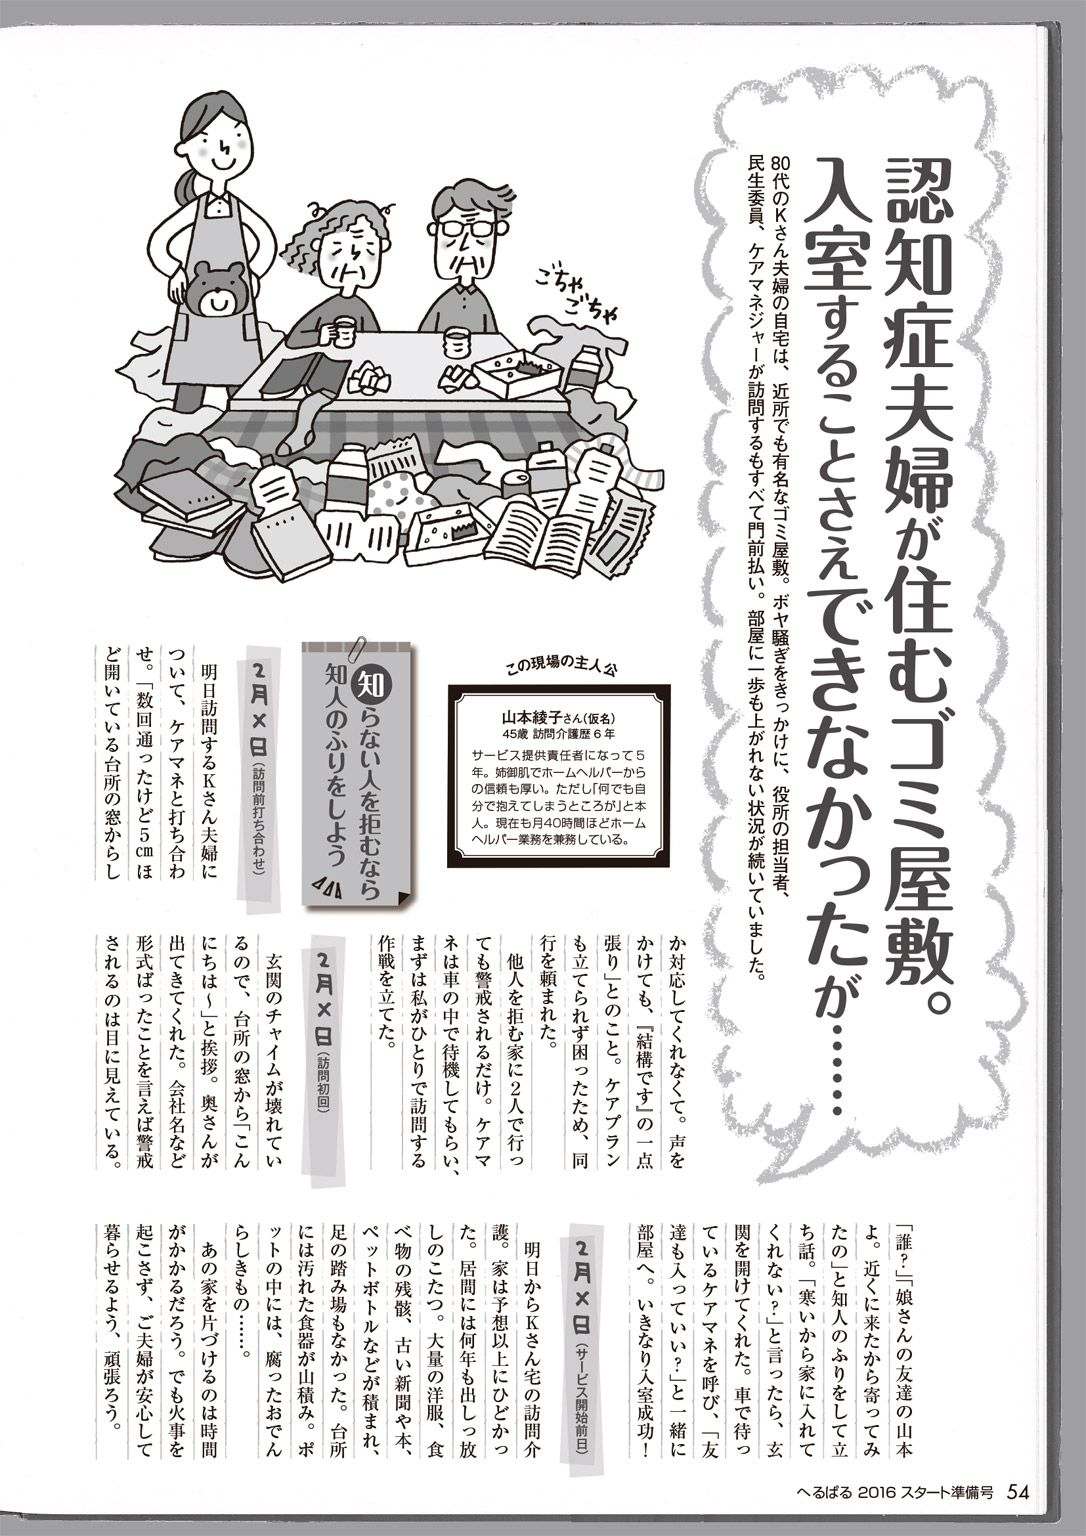 認知症夫婦が住むゴミ屋敷。
入室することさえできなかったが……
80代のKさん夫婦の自宅は、近所でも有名なゴミ屋敷。ボヤ騒ぎをきっかけに、役所の担当者、
民生委員、ケアマネジャーが訪問するもすべて門前払い。部屋に一歩も上がれない状況が続いていました。
ごちゃ
ごちゃ
この現場の主人公
山本綾子さん(仮名)
45歳 訪問介護歴6年
サービス提供責任者になって5
年。姉御肌でホームヘルパーから
の信頼も厚い。ただし「何でも自
分で抱えてしまうところが」と本
人。現在も月40時間ほどホーム
ヘルパー業務を兼務している。
知らない人を拒むなら
知人のふりをしよう
2月×日(訪問前打ち合わせ)
明日訪問するKさん夫婦に
ついて、ケアマネと打ち合わ
せ。「数回通ったけど5cmほ
ど開いている台所の窓からし
か対応してくれなくて。声を
かけても、『結構です』の一点
張り」とのこと。ケアプラン
も立てられず困ったため、同
行を頼まれた。
他人を拒む家に2人で行っ
ても警戒されるだけ。ケアマ
ネは車の中で待機してもらい、
まずは私がひとりで訪問する
作戦を立てた。
2月×日(訪問初回)
玄関のチャイムが壊れてい
るので、台所の窓から「こん
にちは〜」と挨拶。奥さんが
出てきてくれた。会社名など
形式ばったことを言えば警戒
されるのは目に見えている。
「誰?」「娘さんの友達の山本
よ。近くに来たから寄ってみ
たの」と知人のふりをして立
ち話。「寒いから家に入れて
くれない?」と言ったら、玄
関を開けてくれた。車で待っ
ているケアマネを呼び、「友
達も入っていい?」と一緒に
部屋へ。いきなり入室成功!
2月×日(サービス開始前日)
明日からKさん宅の訪問介
護。家は予想以上にひどかっ
た。居間には何年も出しっ放
しのこたつ。大量の洋服、食
べ物の残骸、古い新聞や本、
ペットボトルなどが積まれ、
足の踏み場もなかった。台所
には汚れた食器が山積み。ポ
ットの中には、腐ったおでん
らしきもの……。
あの家を片づけるのは時間
がかかるだろう。でも火事を
起こさず、ご夫婦が安心して
暮らせるよう、頑張ろう。
へるぱる 2016 スタート準備号 54